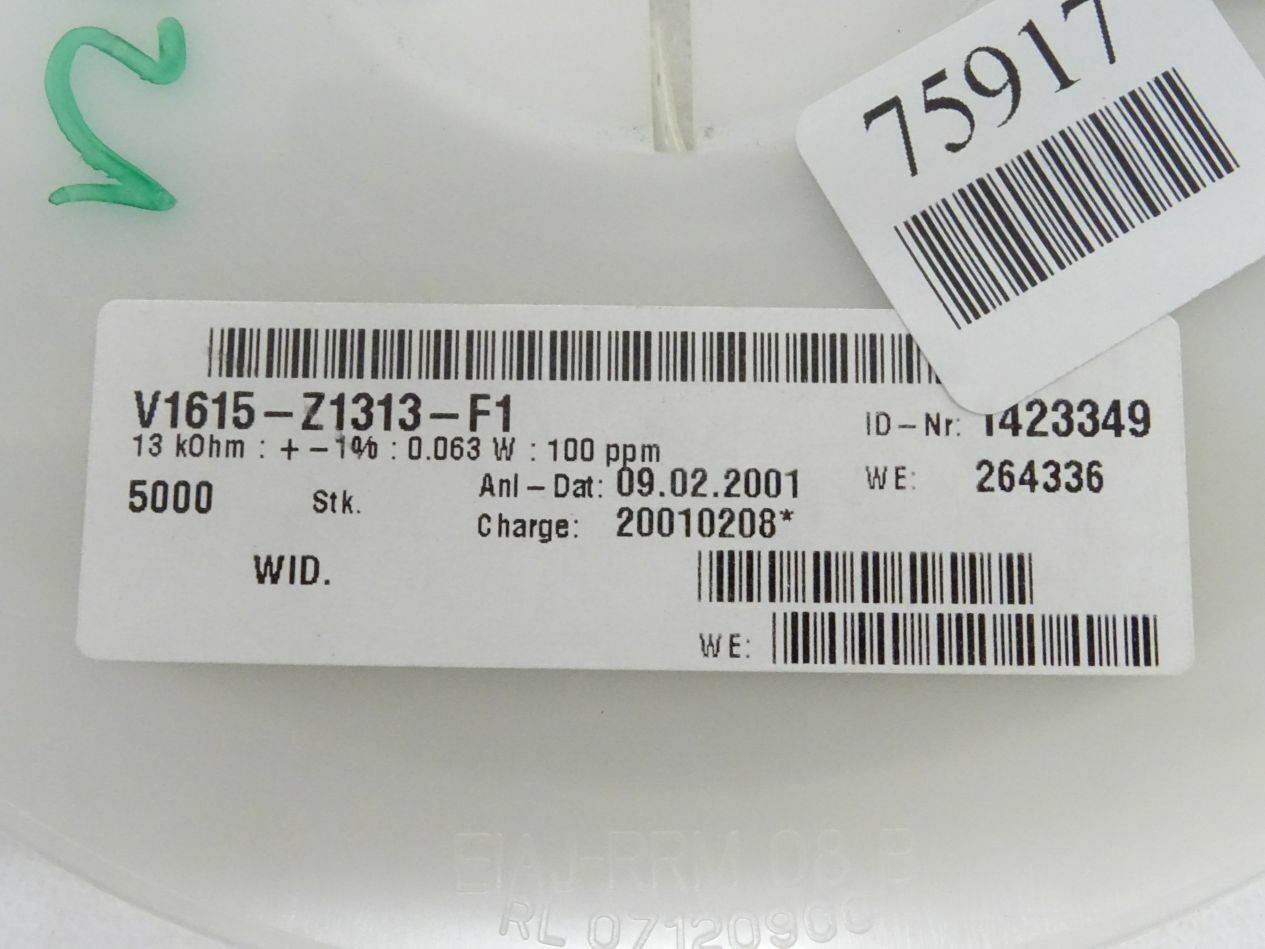 75917
V1615-Z1313-F1
ID-Nr: 1423349
13 kOhm : +-1% : 0.063 W : 100 ppm
5000 Stk.
Anl-Dat: 09.02.2001
WE: 264336
Charge: 20010208*
WID.
WE:
EIAJ-RRM 08 B
RL